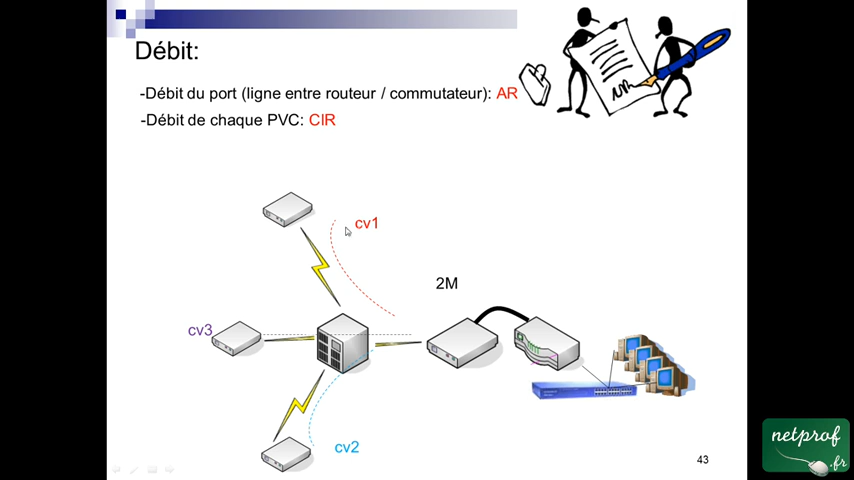 Débit:
-Débit du port (ligne entre routeur / commutateur): AR
-Débit de chaque PVC: CIR
cv1
2M
cv3
cv2
43
netprof
.fr